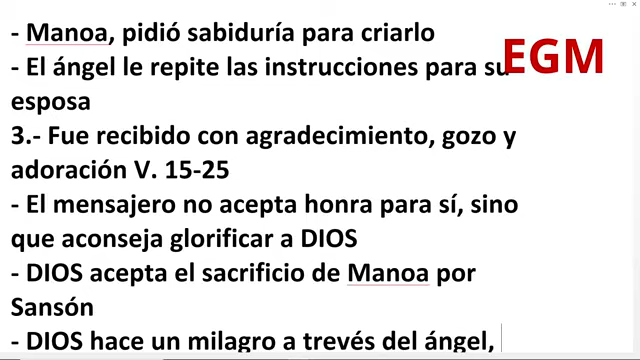 - Manoa, pidió sabiduría para criarlo
EGM
- El ángel le repite las instrucciones para su
esposa
3.- Fue recibido con agradecimiento, gozo y
adoración V. 15-25
- El mensajero no acepta honra para sí, sino
que aconseja glorificar a DIOS
- DIOS acepta el sacrificio de Manoa por
Sansón
- DIOS hace un milagro a trevés del ángel,